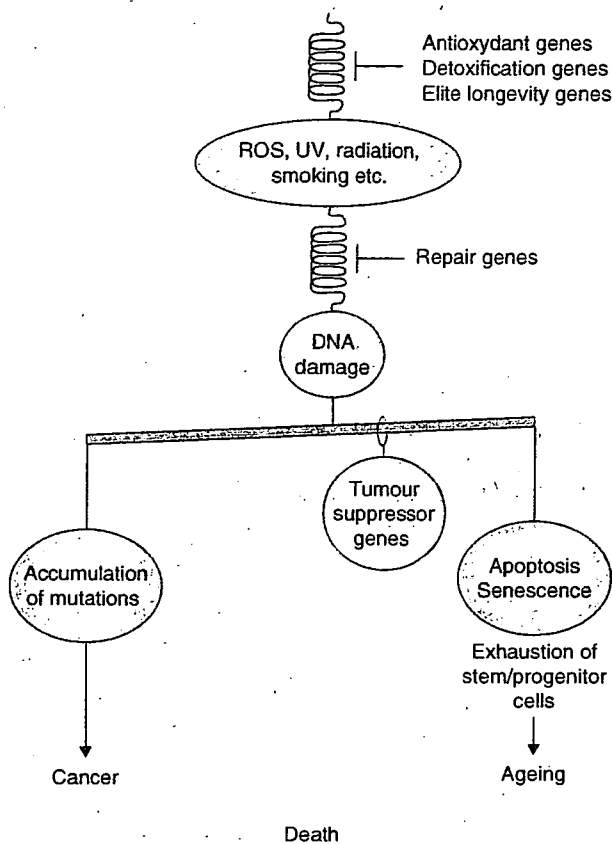 Antioxydant genes
Detoxification genes
Elite longevity genes
ROS, UV, radiation,
smoking etc.
Repair genes
DNA
damage
Tumour
suppressor
genes
Accumulation
of mutations
Apoptosis
Senescence
Exhaustion of
stem/progenitor
cells
Cancer
Ageing
Death